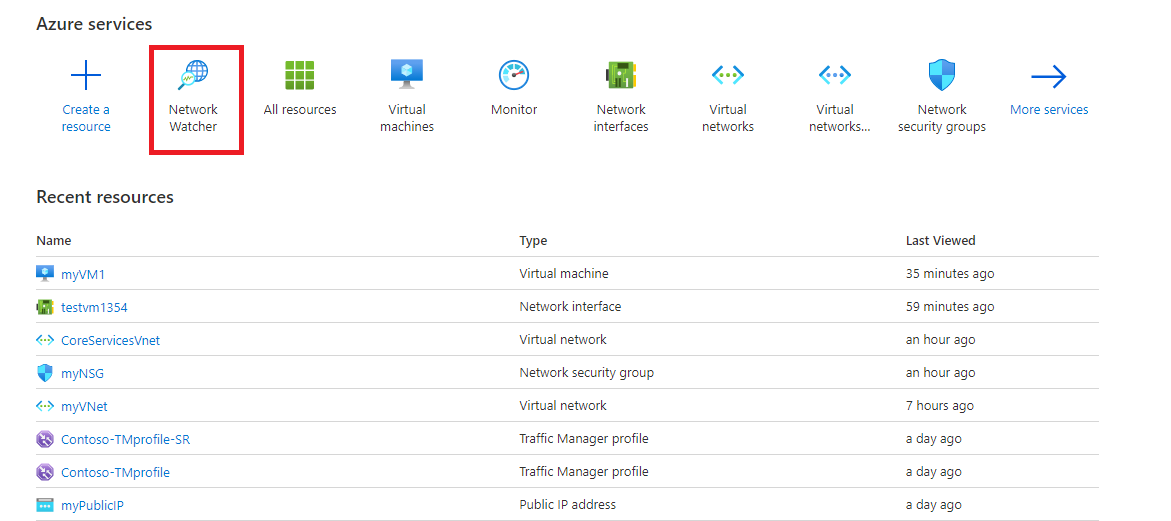 Azure services
Create a resource
Network Watcher
All resources
Virtual machines
Monitor
Network interfaces
Virtual networks
Virtual networks...
Network security groups
More services
Recent resources
Name Type Last Viewed
myVM1 Virtual machine 35 minutes ago
testvm1354 Network interface 59 minutes ago
CoreServicesVnet Virtual network an hour ago
myNSG Network security group an hour ago
myVNet Virtual network 7 hours ago
Contoso-TMprofile-SR Traffic Manager profile a day ago
Contoso-TMprofile Traffic Manager profile a day ago
myPublicIP Public IP address a day ago